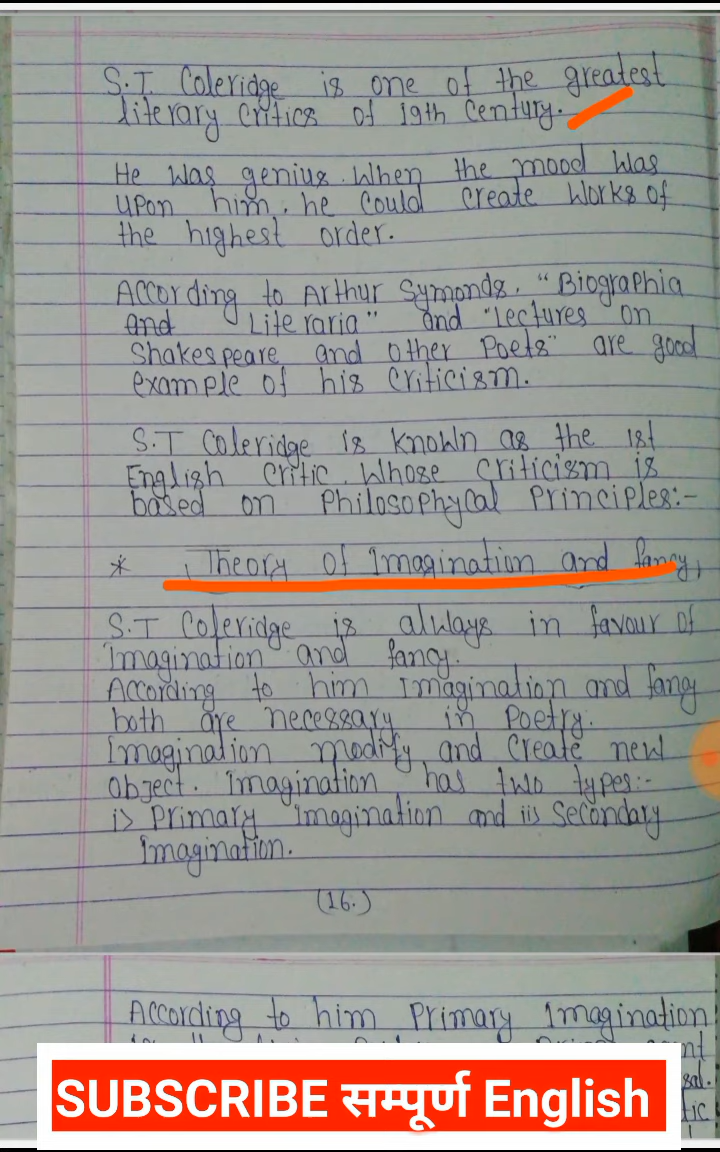 S.T. Coleridge is one of the greatest
literary critics of 19th Century.
He was genius. When the mood was
upon him, he could create works of
the highest order.
According to Arthur Symonds, "Biographia
and Literaria" and "Lectures on
Shakespeare and other Poets" are good
example of his criticism.
S.T Coleridge is known as the 1st
English critic. Whose criticism is
based on Philosophycal Principles:-
* Theory of Imagination and fancy,
S.T Coleridge is always in favour of
Imagination and fancy.
According to him Imagination and fancy
both are necessary in Poetry.
Imagination modify and create new
object. Imagination has two types:-
i> Primary Imagination and ii> Secondary
Imagination.
(16.)
According to him Primary Imagination
SUBSCRIBE सम्पूर्ण English